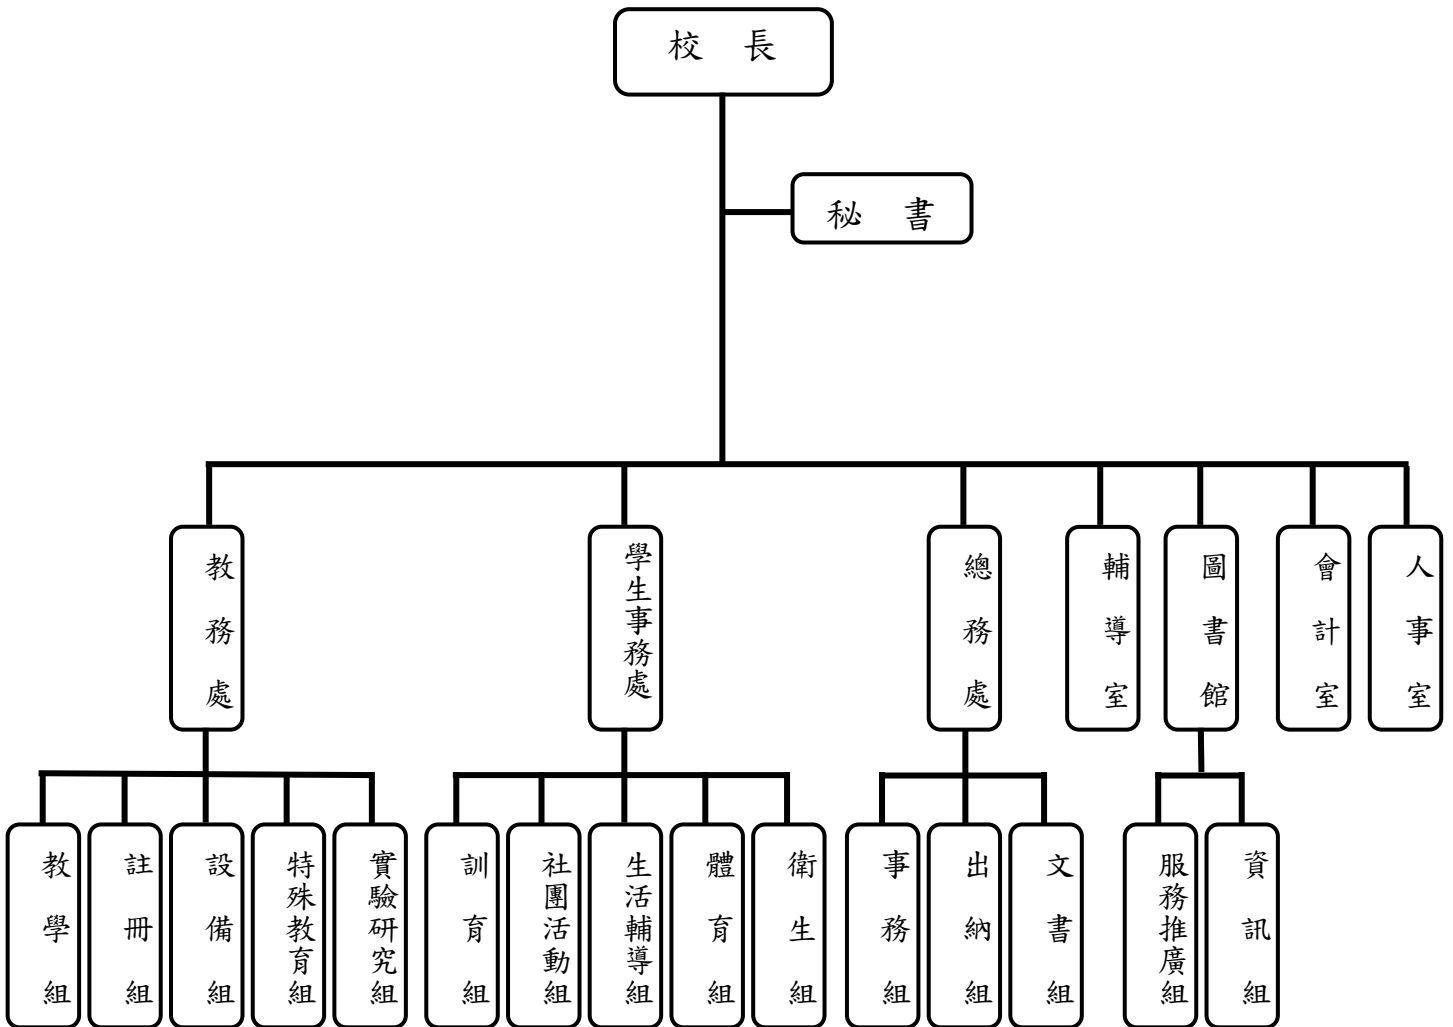 校長
秘書
教務處
學生事務處
總務處
輔導室
圖書館
會計室
人事室
教學組
註冊組
設備組
特殊教育組
實驗研究組
訓育組
社團活動組
生活輔導組
體育組
衛生組
事務組
出納組
文書組
服務推廣組
資訊組